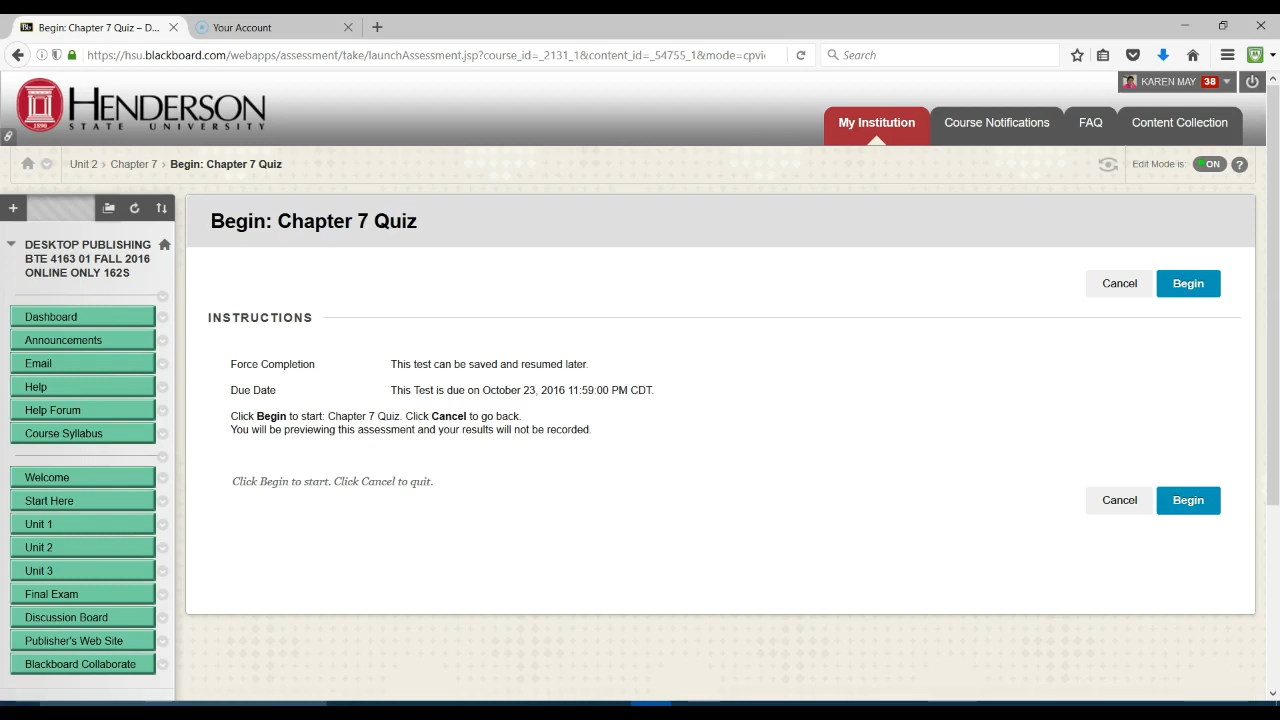 Begin: Chapter 7 Quiz – D...
Your Account
https://hsu.blackboard.com/webapps/assessment/take/launchAssessment.jsp?course_id=_2131_1&content_id=_54755_1&mode=cpvie
Search
KAREN MAY 38
HENDERSON
STATE UNIVERSITY
1890
My Institution
Course Notifications
FAQ
Content Collection
Unit 2 > Chapter 7 > Begin: Chapter 7 Quiz
Edit Mode is: ON ?
Begin: Chapter 7 Quiz
DESKTOP PUBLISHING
BTE 4163 01 FALL 2016
ONLINE ONLY 162S
Dashboard
Announcements
Email
Help
Help Forum
Course Syllabus
Welcome
Start Here
Unit 1
Unit 2
Unit 3
Final Exam
Discussion Board
Publisher's Web Site
Blackboard Collaborate
Cancel
Begin
INSTRUCTIONS
Force Completion
This test can be saved and resumed later.
Due Date
This Test is due on October 23, 2016 11:59:00 PM CDT.
Click Begin to start: Chapter 7 Quiz. Click Cancel to go back.
You will be previewing this assessment and your results will not be recorded.
Click Begin to start. Click Cancel to quit.
Cancel
Begin